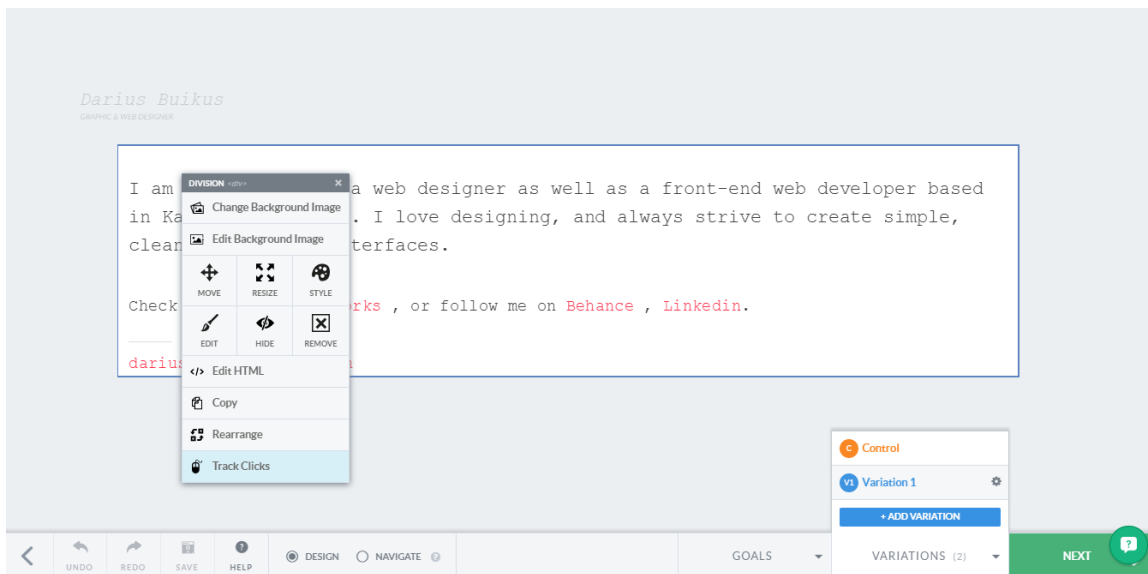 Darius Buikus
GRAPHIC & WEB DESIGNER
I am a web designer as well as a front-end web developer based
in Ka . I love designing, and always strive to create simple,
clean terfaces.
Check rks , or follow me on Behance , Linkedin.
darius
DIVISION <div> ×
Change Background Image
Edit Background Image
MOVE RESIZE STYLE
EDIT HIDE REMOVE
</> Edit HTML
Copy
Rearrange
Track Clicks
C Control
V1 Variation 1
+ ADD VARIATION
UNDO REDO SAVE HELP DESIGN NAVIGATE ? GOALS VARIATIONS (2) NEXT